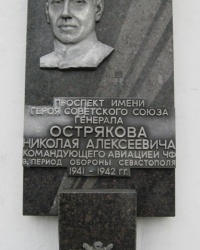 ПРОСПЕКТ ИМЕНИ
ГЕРОЯ СОВЕТСКОГО СОЮЗА
ГЕНЕРАЛА
ОСТРЯКОВА
НИКОЛАЯ АЛЕКСЕЕВИЧА
КОМАНДУЮЩЕГО АВИАЦИЕЙ ЧФ
В ПЕРИОД ОБОРОНЫ СЕВАСТОПОЛЯ
1941 - 1942 ГГ.